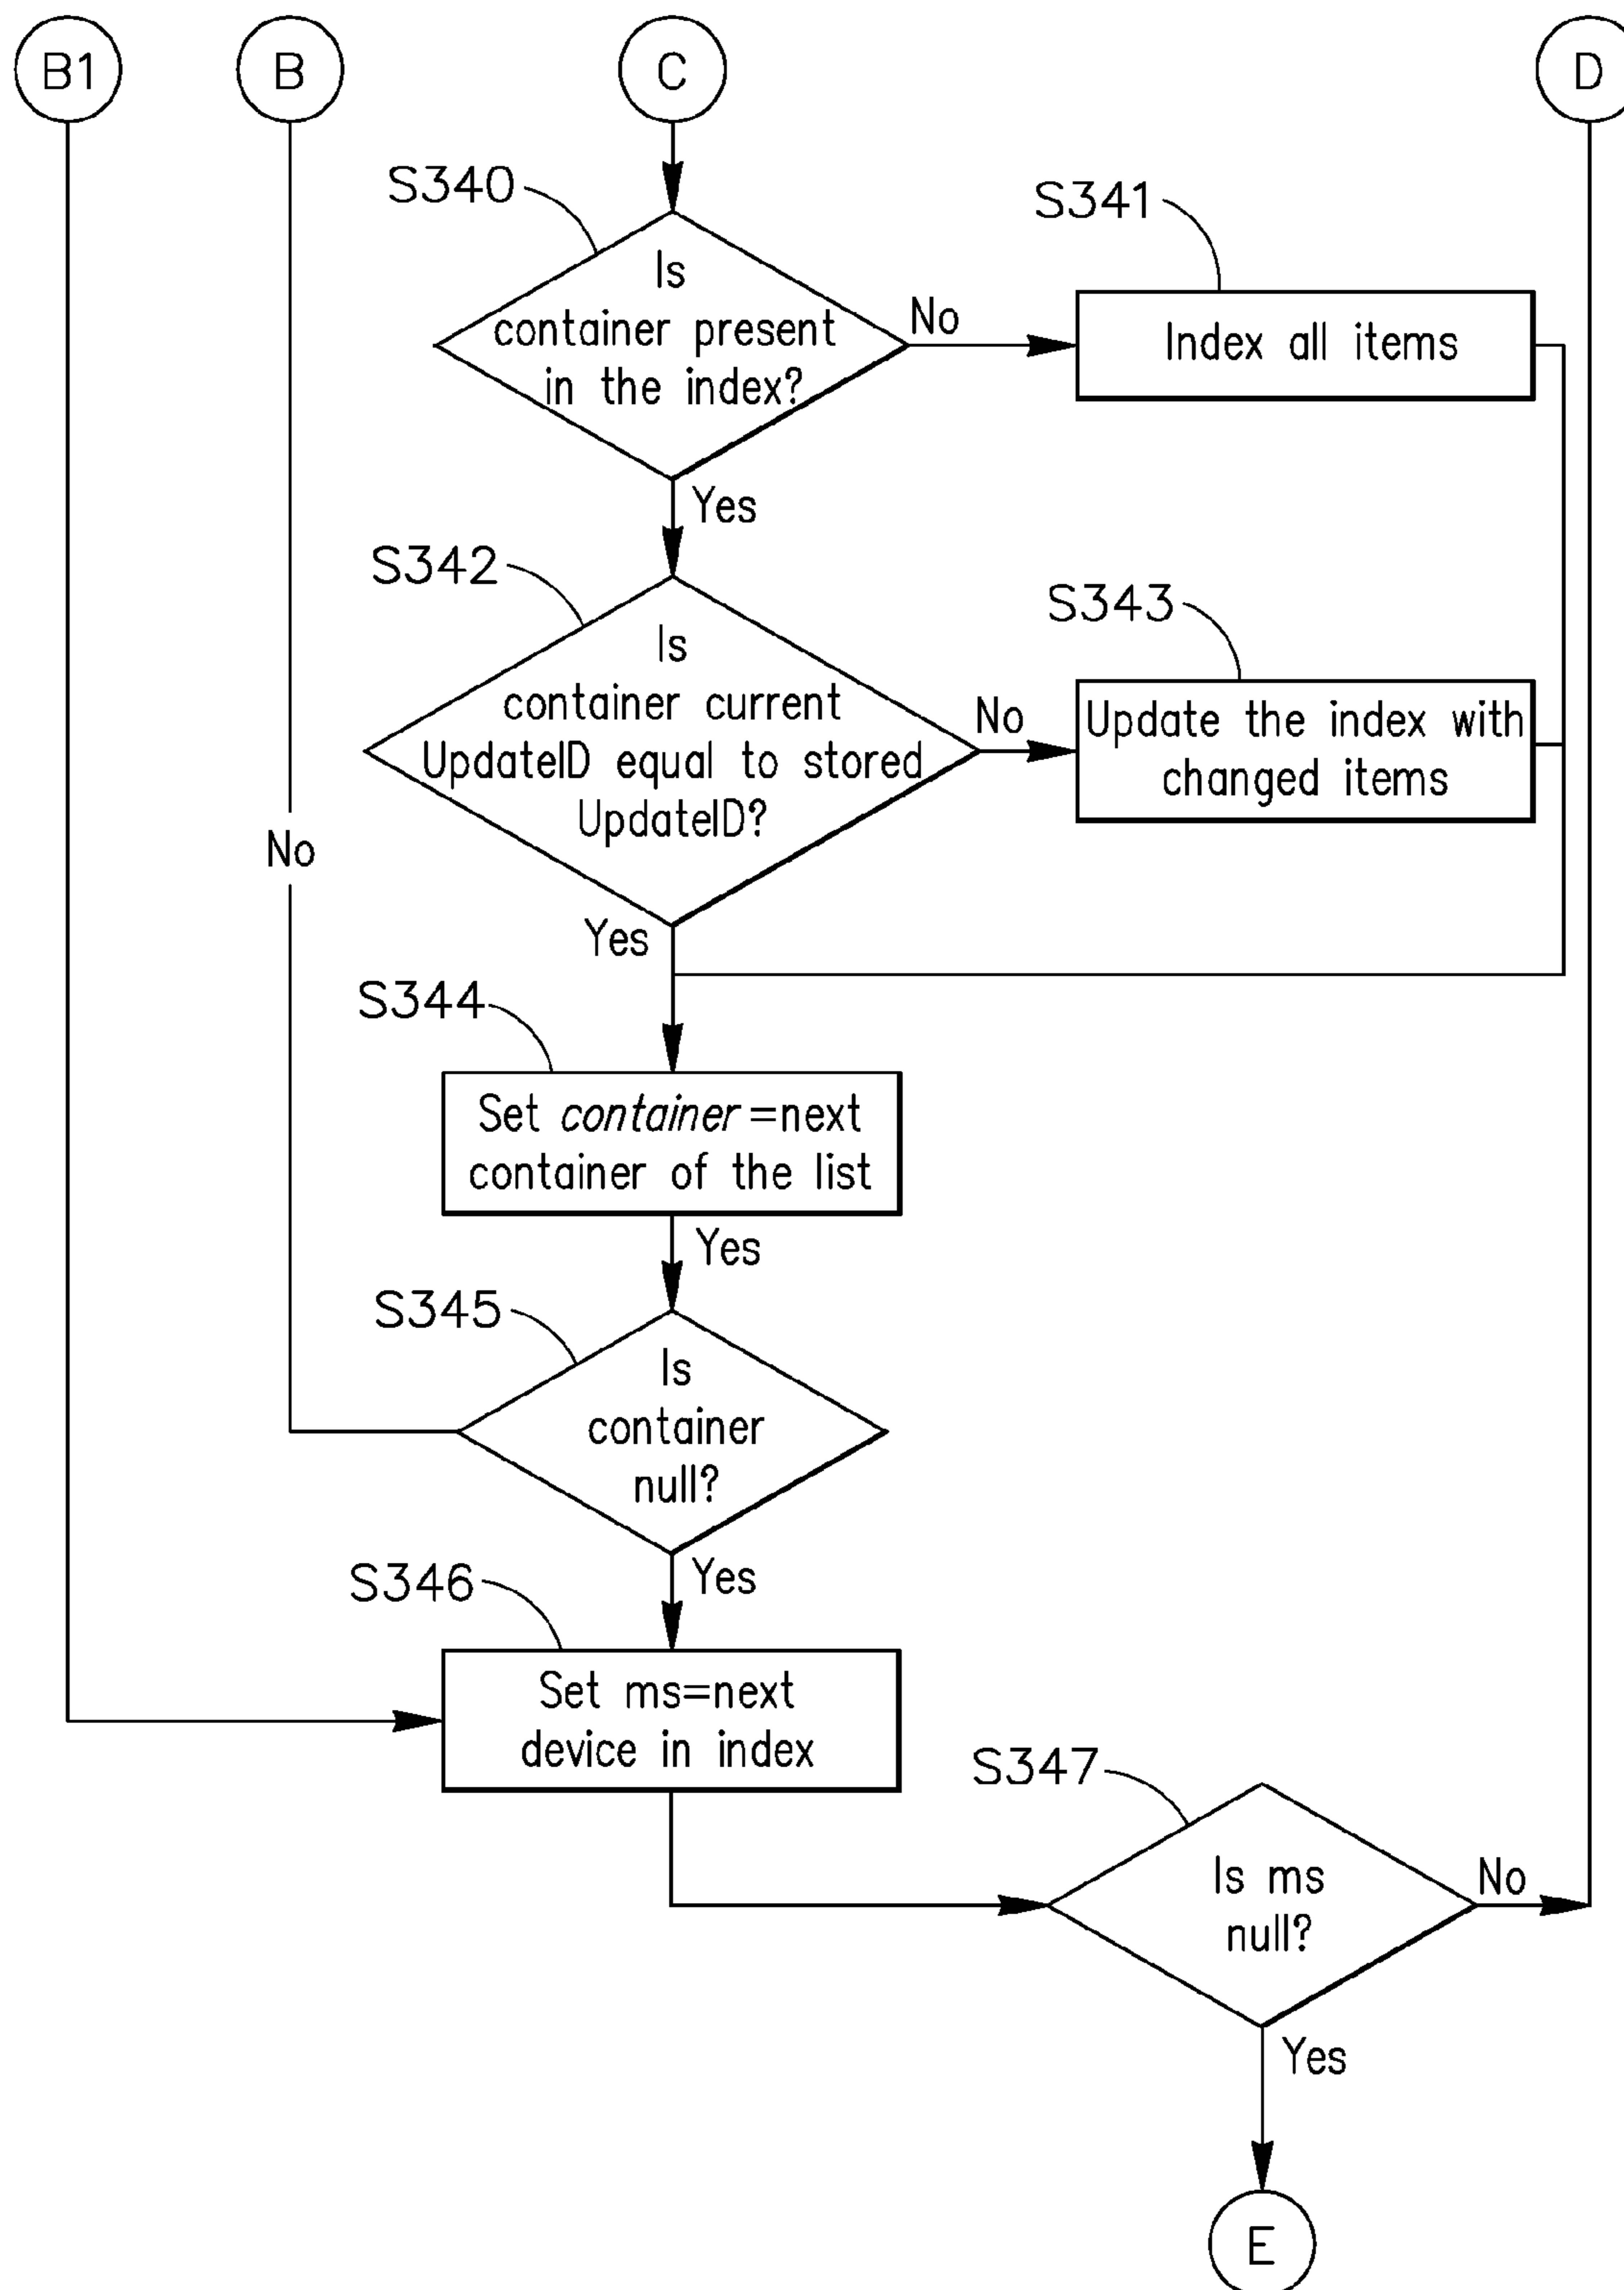 B1
B
C
D
S340
Is
container present
in the index?
No
S341
Index all items
Yes
S342
Is
container current
UpdateID equal to stored
UpdateID?
No
S343
Update the index with
changed items
No
Yes
S344
Set container=next
container of the list
Yes
S345
Is
container
null?
Yes
S346
Set ms=next
device in index
S347
Is ms
null?
No
Yes
E